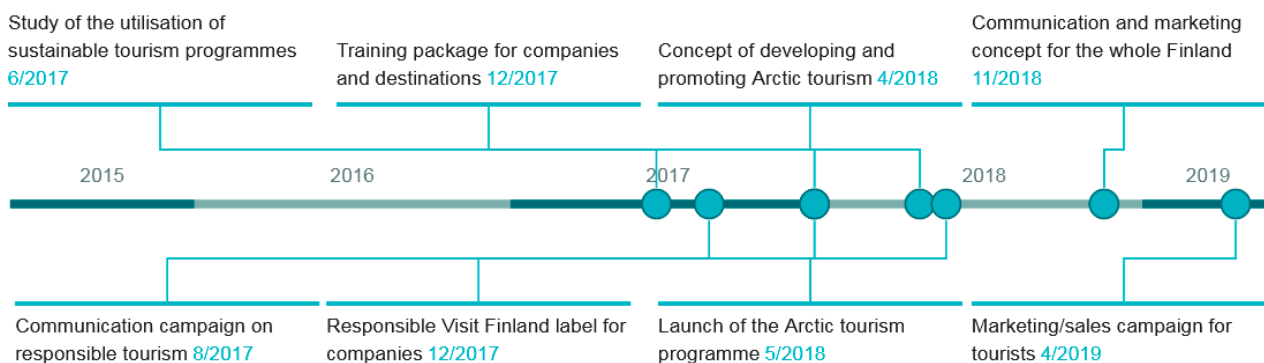 Study of the utilisation of
sustainable tourism programmes
6/2017
Training package for companies
and destinations 12/2017
Concept of developing and
promoting Arctic tourism 4/2018
Communication and marketing
concept for the whole Finland
11/2018
2015
2016
2017
2018
2019
Communication campaign on
responsible tourism 8/2017
Responsible Visit Finland label for
companies 12/2017
Launch of the Arctic tourism
programme 5/2018
Marketing/sales campaign for
tourists 4/2019